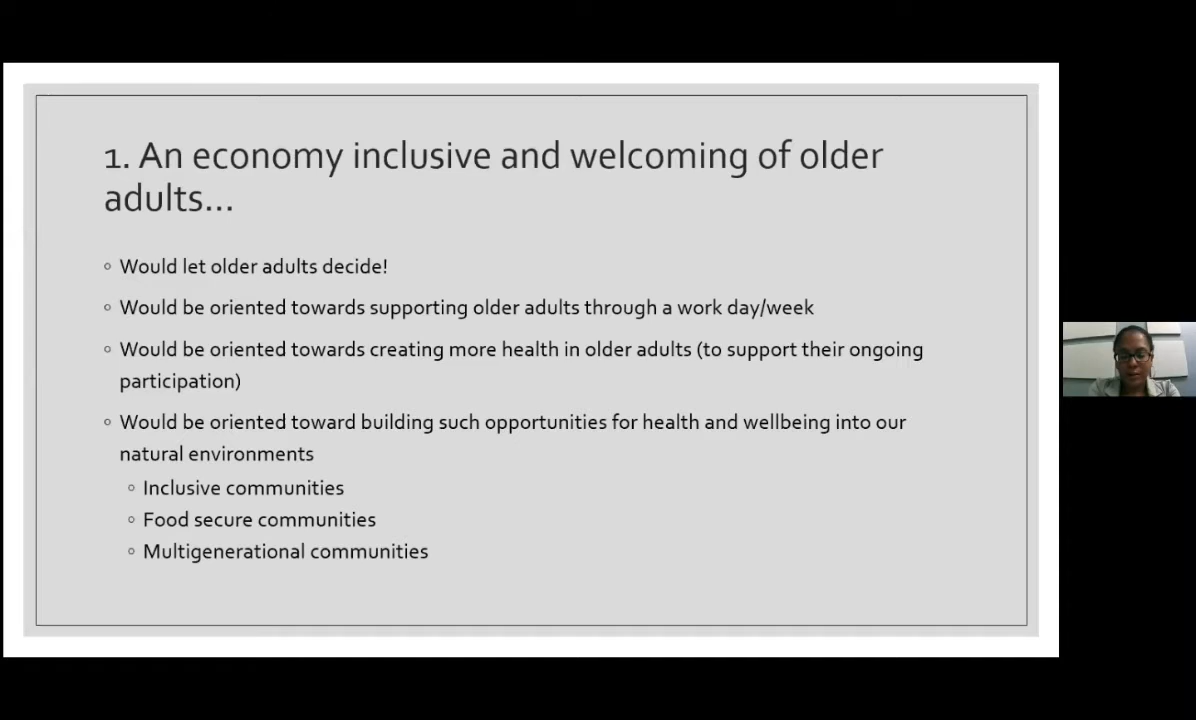 1. An economy inclusive and welcoming of older
adults...
◦ Would let older adults decide!
◦ Would be oriented towards supporting older adults through a work day/week
◦ Would be oriented towards creating more health in older adults (to support their ongoing
participation)
◦ Would be oriented toward building such opportunities for health and wellbeing into our
natural environments
◦ Inclusive communities
◦ Food secure communities
◦ Multigenerational communities